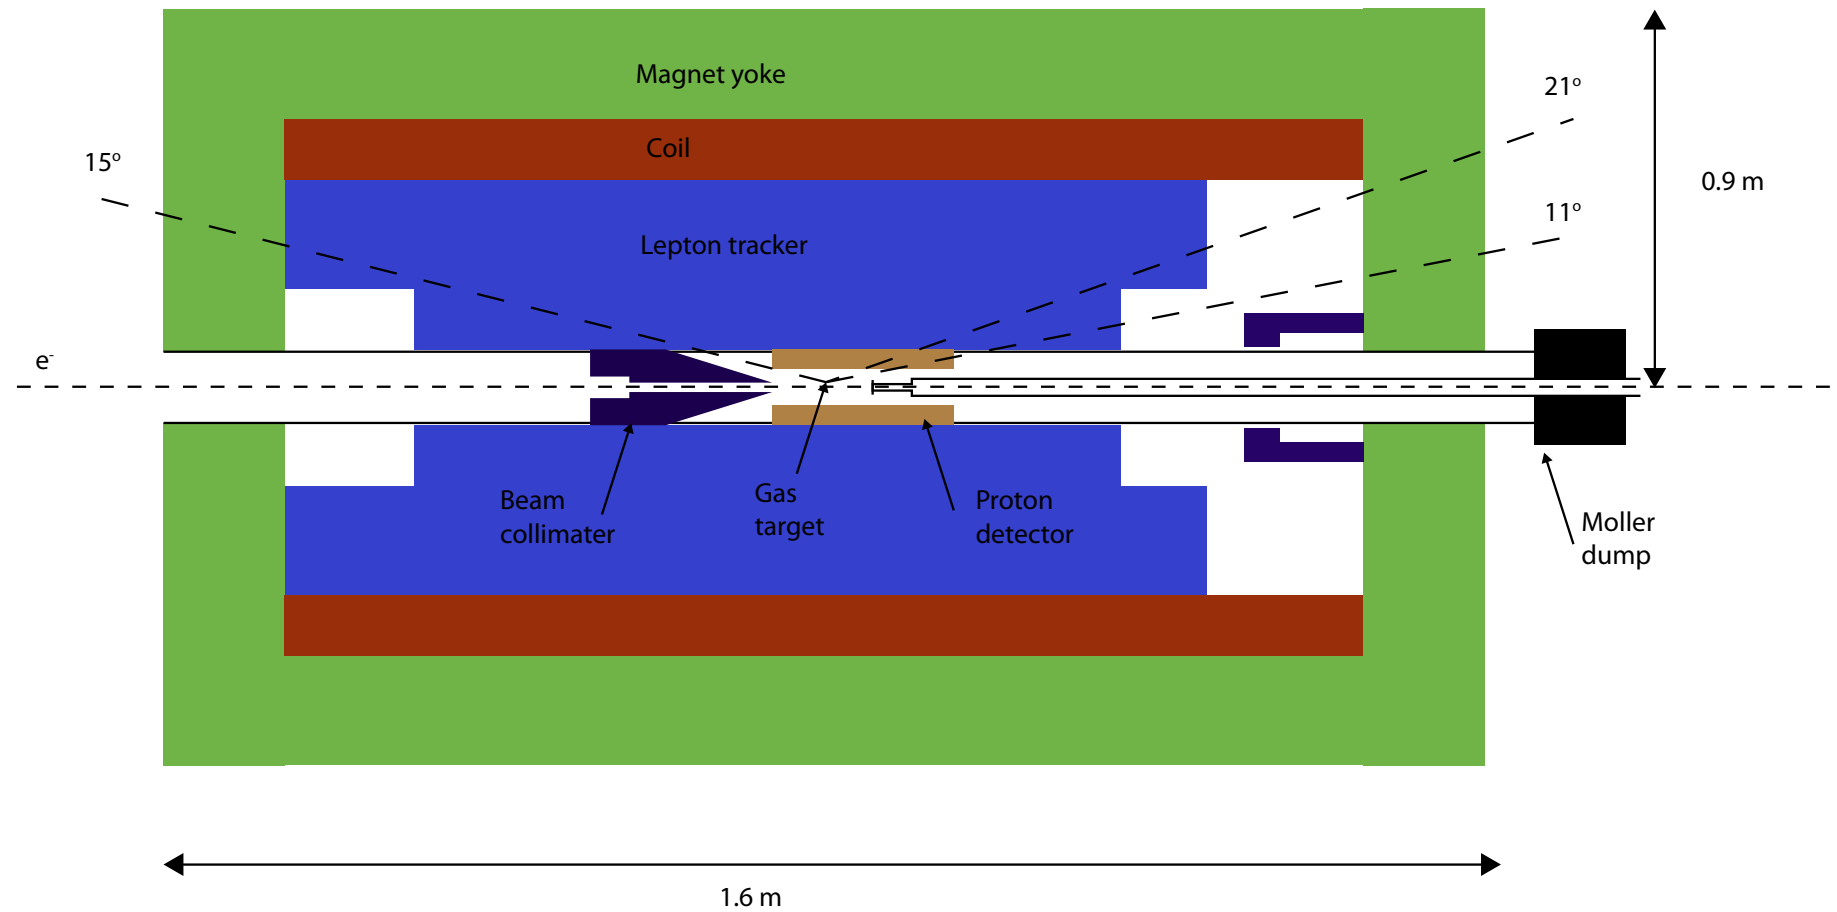 Magnet yoke
21°
Coil
15°
0.9 m
11°
Lepton tracker
e-
Beam
collimater
Gas
target
Proton
detector
Moller
dump
1.6 m